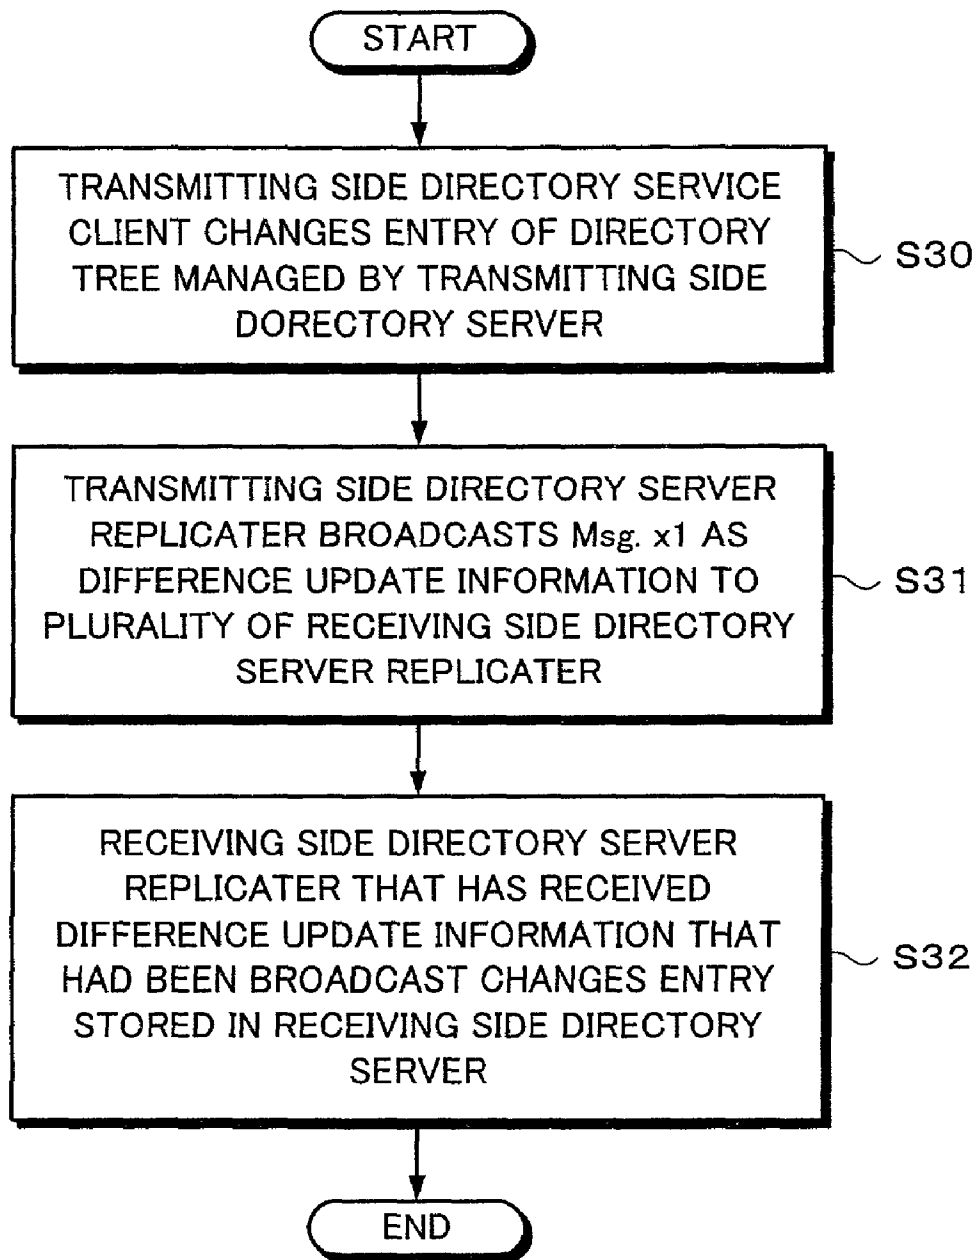 START
TRANSMITTING SIDE DIRECTORY SERVICE
CLIENT CHANGES ENTRY OF DIRECTORY
TREE MANAGED BY TRANSMITTING SIDE
DORECTORY SERVER
S30
TRANSMITTING SIDE DIRECTORY SERVER
REPLICATER BROADCASTS Msg. x1 AS
DIFFERENCE UPDATE INFORMATION TO
PLURALITY OF RECEIVING SIDE DIRECTORY
SERVER REPLICATER
S31
RECEIVING SIDE DIRECTORY SERVER
REPLICATER THAT HAS RECEIVED
DIFFERENCE UPDATE INFORMATION THAT
HAD BEEN BROADCAST CHANGES ENTRY
STORED IN RECEIVING SIDE DIRECTORY
SERVER
S32
END